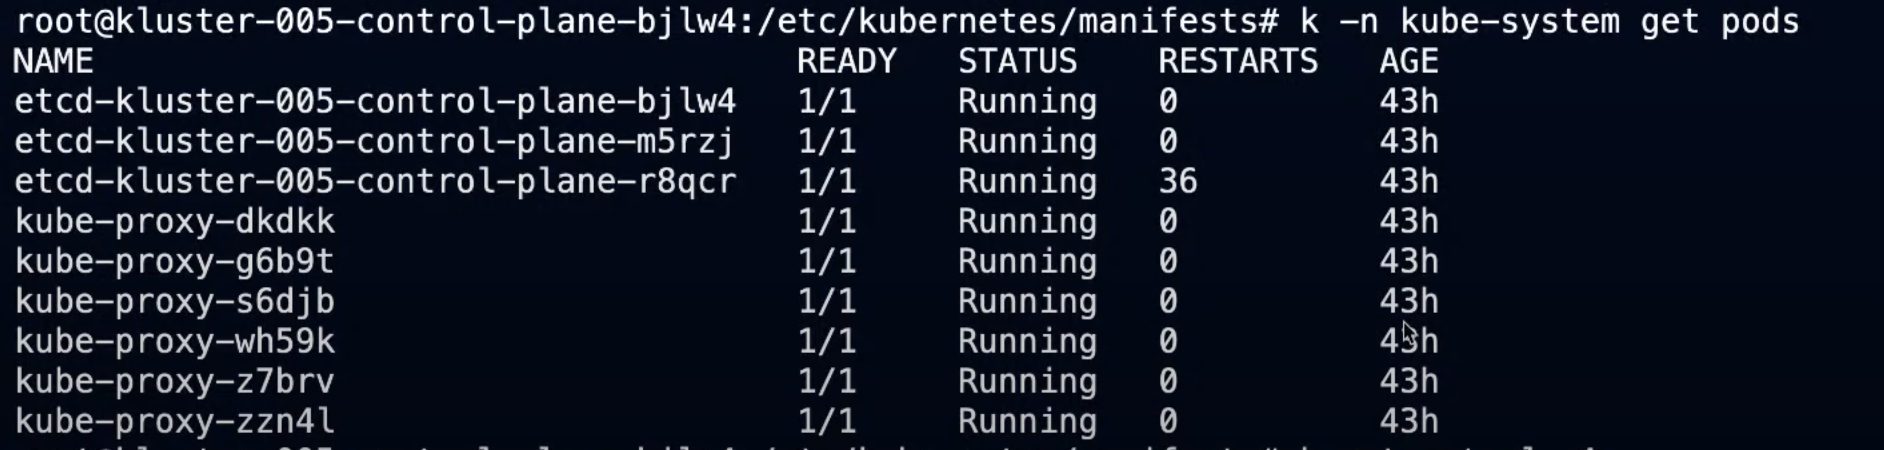 root@kluster-005-control-plane-bjlw4:/etc/kubernetes/manifests# k -n kube-system get pods
NAME READY STATUS RESTARTS AGE
etcd-kluster-005-control-plane-bjlw4 1/1 Running 0 43h
etcd-kluster-005-control-plane-m5rzj 1/1 Running 0 43h
etcd-kluster-005-control-plane-r8qcr 1/1 Running 36 43h
kube-proxy-dkdkk 1/1 Running 0 43h
kube-proxy-g6b9t 1/1 Running 0 43h
kube-proxy-s6djb 1/1 Running 0 43h
kube-proxy-wh59k 1/1 Running 0 43h
kube-proxy-z7brv 1/1 Running 0 43h
kube-proxy-zzn4l 1/1 Running 0 43h